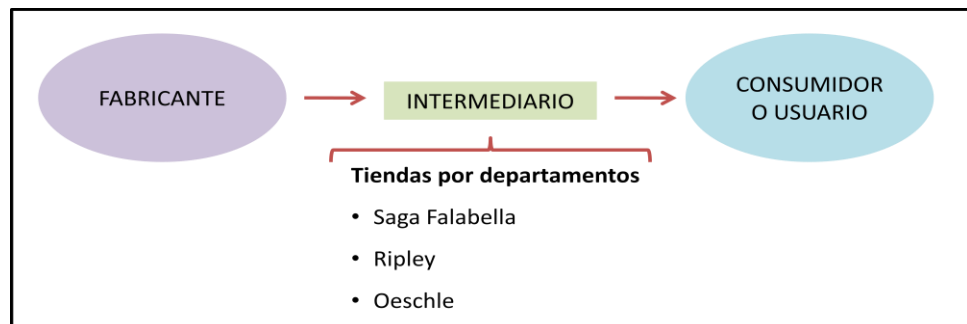 FABRICANTE
INTERMEDIARIO
CONSUMIDOR
O USUARIO
Tiendas por departamentos
• Saga Falabella
• Ripley
• Oeschle